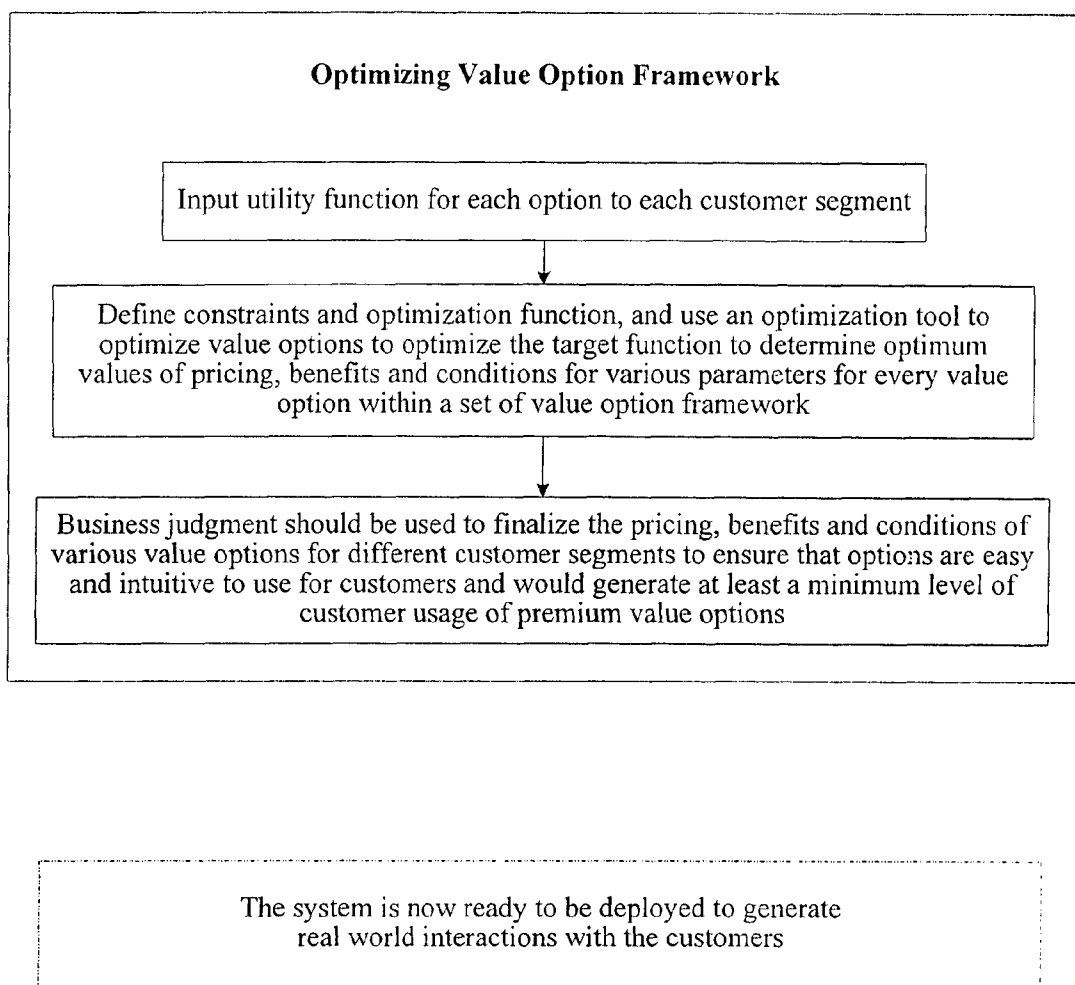 Optimizing Value Option Framework
Input utility function for each option to each customer segment
Define constraints and optimization function, and use an optimization tool to
optimize value options to optimize the target function to determine optimum
values of pricing, benefits and conditions for various parameters for every value
option within a set of value option framework
Business judgment should be used to finalize the pricing, benefits and conditions of
various value options for different customer segments to ensure that options are easy
and intuitive to use for customers and would generate at least a minimum level of
customer usage of premium value options
The system is now ready to be deployed to generate
real world interactions with the customers